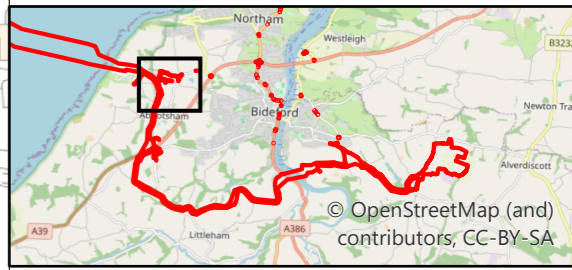 Northam
Westleigh
B3232
Bideford
Newton Tra
Abbotsham
Alverdiscott
A39
Littleham
A386
© OpenStreetMap (and)
contributors, CC-BY-SA